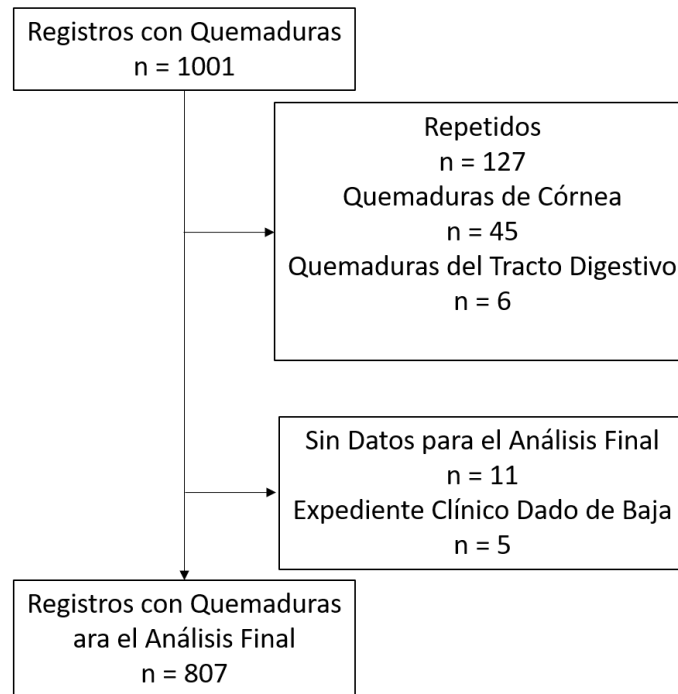 Registros con Quemaduras
n = 1001
Repetidos
n = 127
Quemaduras de Córnea
n = 45
Quemaduras del Tracto Digestivo
n = 6
Sin Datos para el Análisis Final
n = 11
Expediente Clínico Dado de Baja
n = 5
Registros con Quemaduras
ara el Análisis Final
n = 807